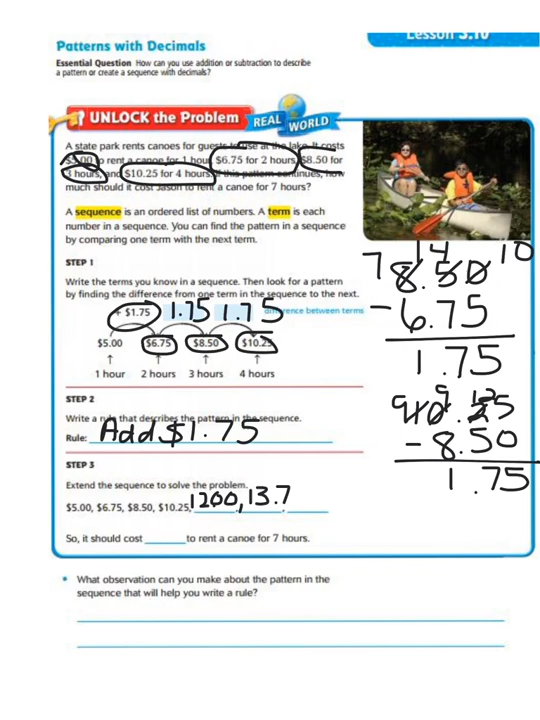 Lesson 3.10
Patterns with Decimals
Essential Question How can you use addition or subtraction to describe
a pattern or create a sequence with decimals?
UNLOCK the Problem REAL WORLD
A state park rents canoes for guests to use at the lake. It costs
$5.00 to rent a canoe for 1 hour, $6.75 for 2 hours, $8.50 for
3 hours, and $10.25 for 4 hours. If this pattern continues, how
much should it cost Jason to rent a canoe for 7 hours?
A sequence is an ordered list of numbers. A term is each
number in a sequence. You can find the pattern in a sequence
by comparing one term with the next term.
STEP 1
Write the terms you know in a sequence. Then look for a pattern
by finding the difference from one term in the sequence to the next.
+ $1.75 1.75 1.75 difference between terms
$5.00 $6.75 $8.50 $10.25
1 hour 2 hours 3 hours 4 hours
7 14 10
8.50
- 6.75
1.75
STEP 2
Write a rule that describes the pattern in the sequence.
Rule: Add $1.75
9 9 12
10.25
- 8.50
1.75
STEP 3
Extend the sequence to solve the problem.
$5.00, $6.75, $8.50, $10.25, 1200, 13.7
So, it should cost ______ to rent a canoe for 7 hours.
• What observation can you make about the pattern in the
sequence that will help you write a rule?